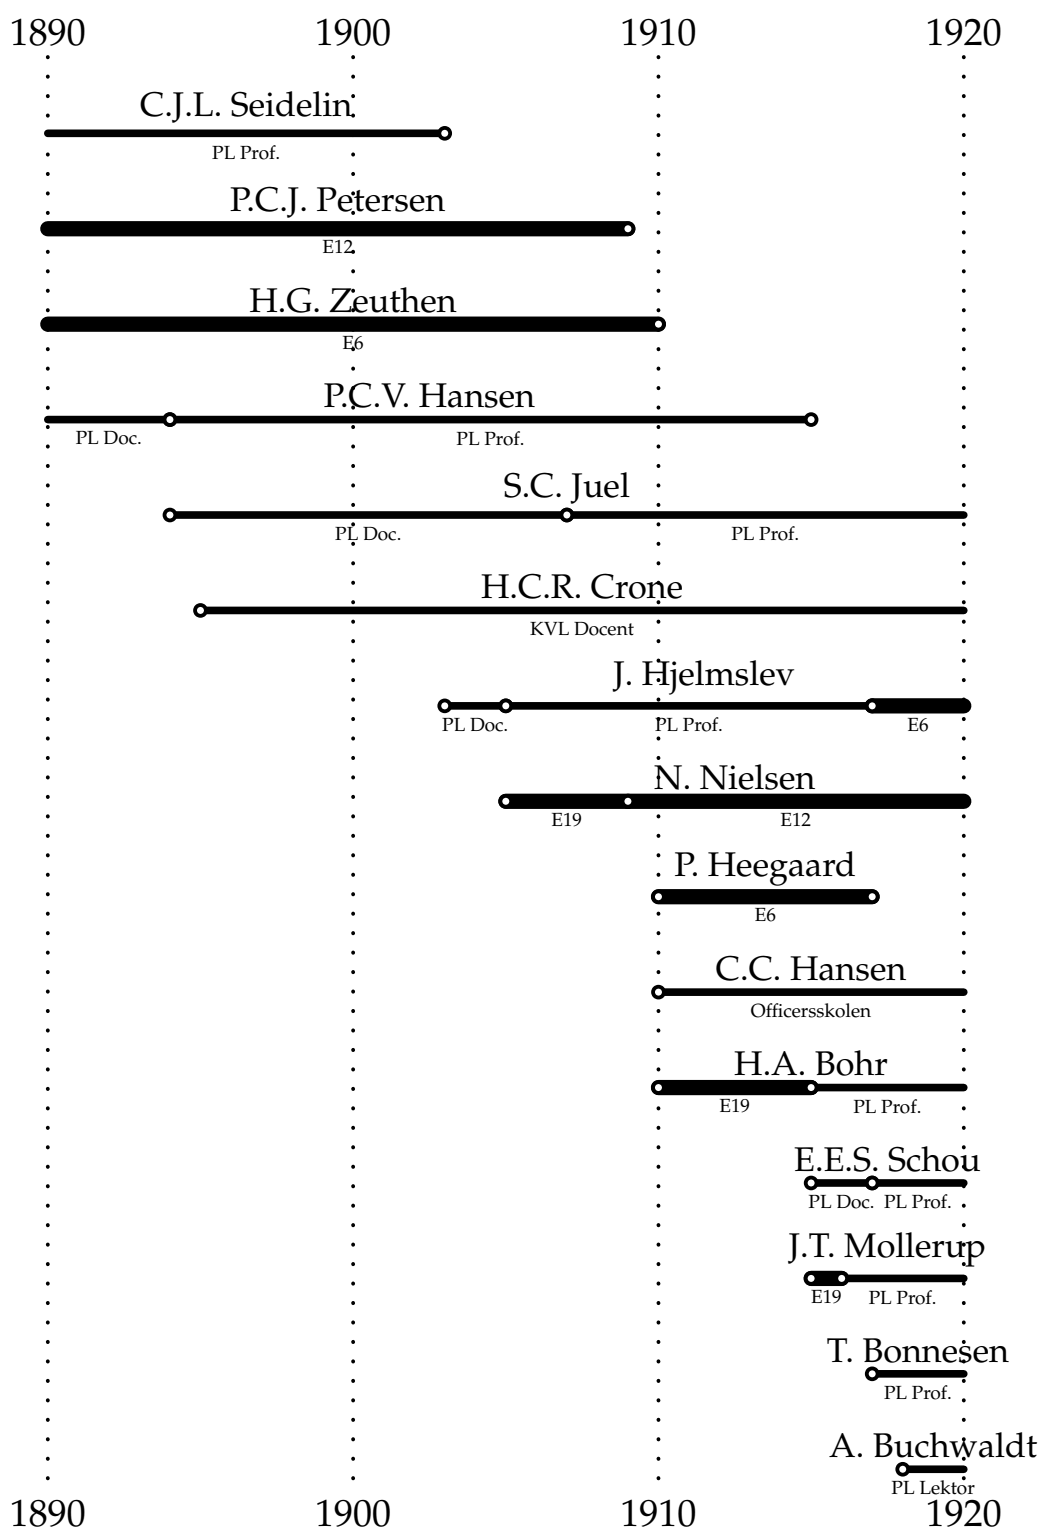 1890 1900 1910 1920
C.J.L. Seidelin
PL Prof.
P.C.J. Petersen
E12
H.G. Zeuthen
E6
P.C.V. Hansen
PL Doc. PL Prof.
S.C. Juel
PL Doc. PL Prof.
H.C.R. Crone
KVL Docent
J. Hjelmslev
PL Doc. PL Prof. E6
N. Nielsen
E19 E12
P. Heegaard
E6
C.C. Hansen
Officersskolen
H.A. Bohr
E19 PL Prof.
E.E.S. Schou
PL Doc. PL Prof.
J.T. Mollerup
E19 PL Prof.
T. Bonnesen
PL Prof.
A. Buchwaldt
PL Lektor
1890 1900 1910 1920